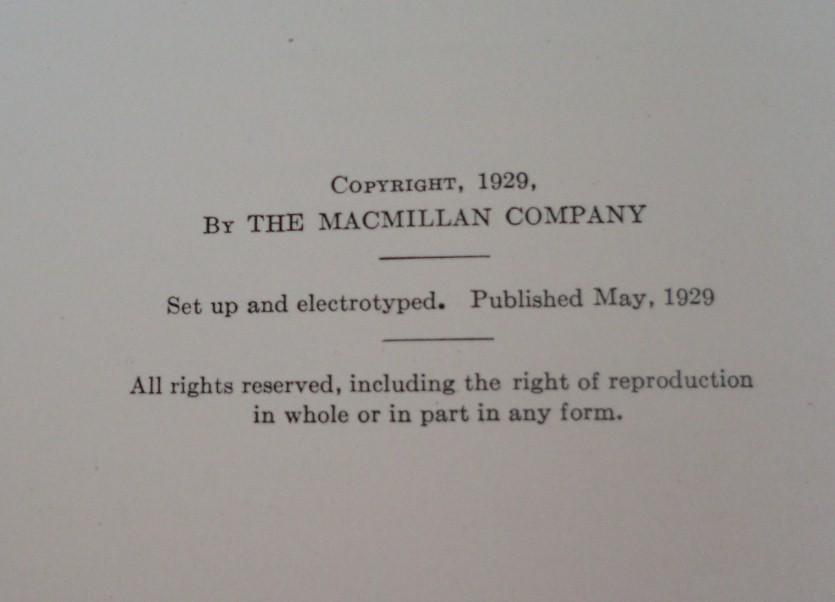 Copyright, 1929,
By THE MACMILLAN COMPANY
Set up and electrotyped. Published May, 1929
All rights reserved, including the right of reproduction
in whole or in part in any form.